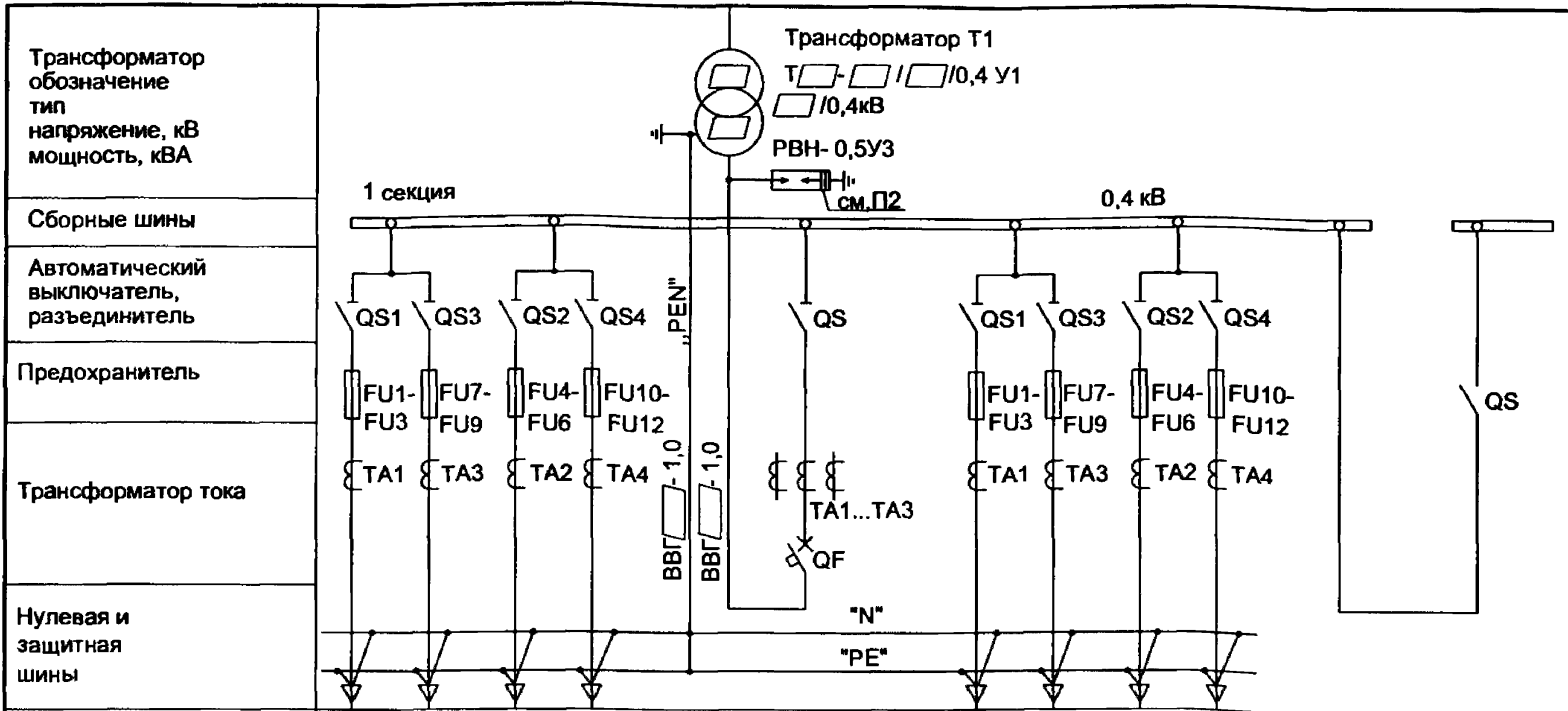 Трансформатор
обозначение
тип
напряжение, кВ
мощность, кВА
Трансформатор Т1
Т - / /0,4 У1
/0,4кВ
РВН- 0,5У3
см,П2
1 секция
0,4 кВ
Сборные шины
Автоматический
выключатель,
разъединитель
QS1 QS3 QS2 QS4 QS QS1 QS3 QS2 QS4
„PEN"
Предохранитель
FU1- FU7- FU4- FU10- FU1- FU7- FU4- FU10-
FU3 FU9 FU6 FU12 FU3 FU9 FU6 FU12
QS
Трансформатор тока
TA1 TA3 TA2 TA4 TA1 TA3 TA2 TA4
TA1...TA3
ВВГ - 1,0
ВВГ - 1,0
QF
Нулевая и
защитная
шины
"N"
"PE"